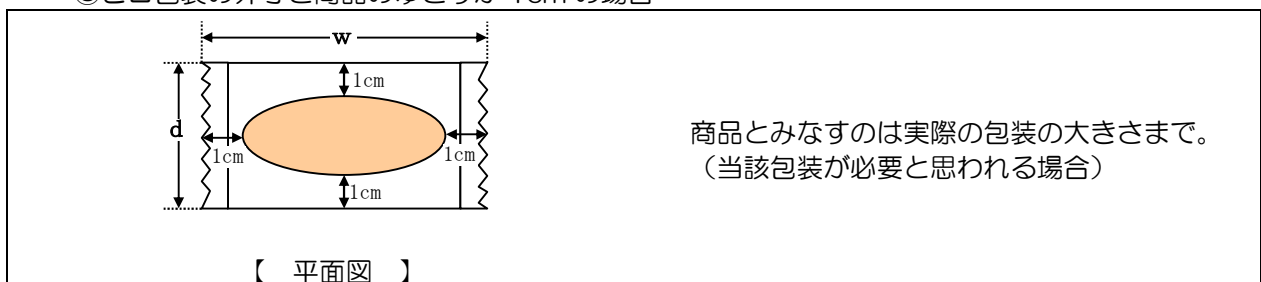 w
1cm
d
1cm
1cm
1cm
商品とみなすのは実際の包装の大きさまで。
（当該包装が必要と思われる場合）
【　平面図　】